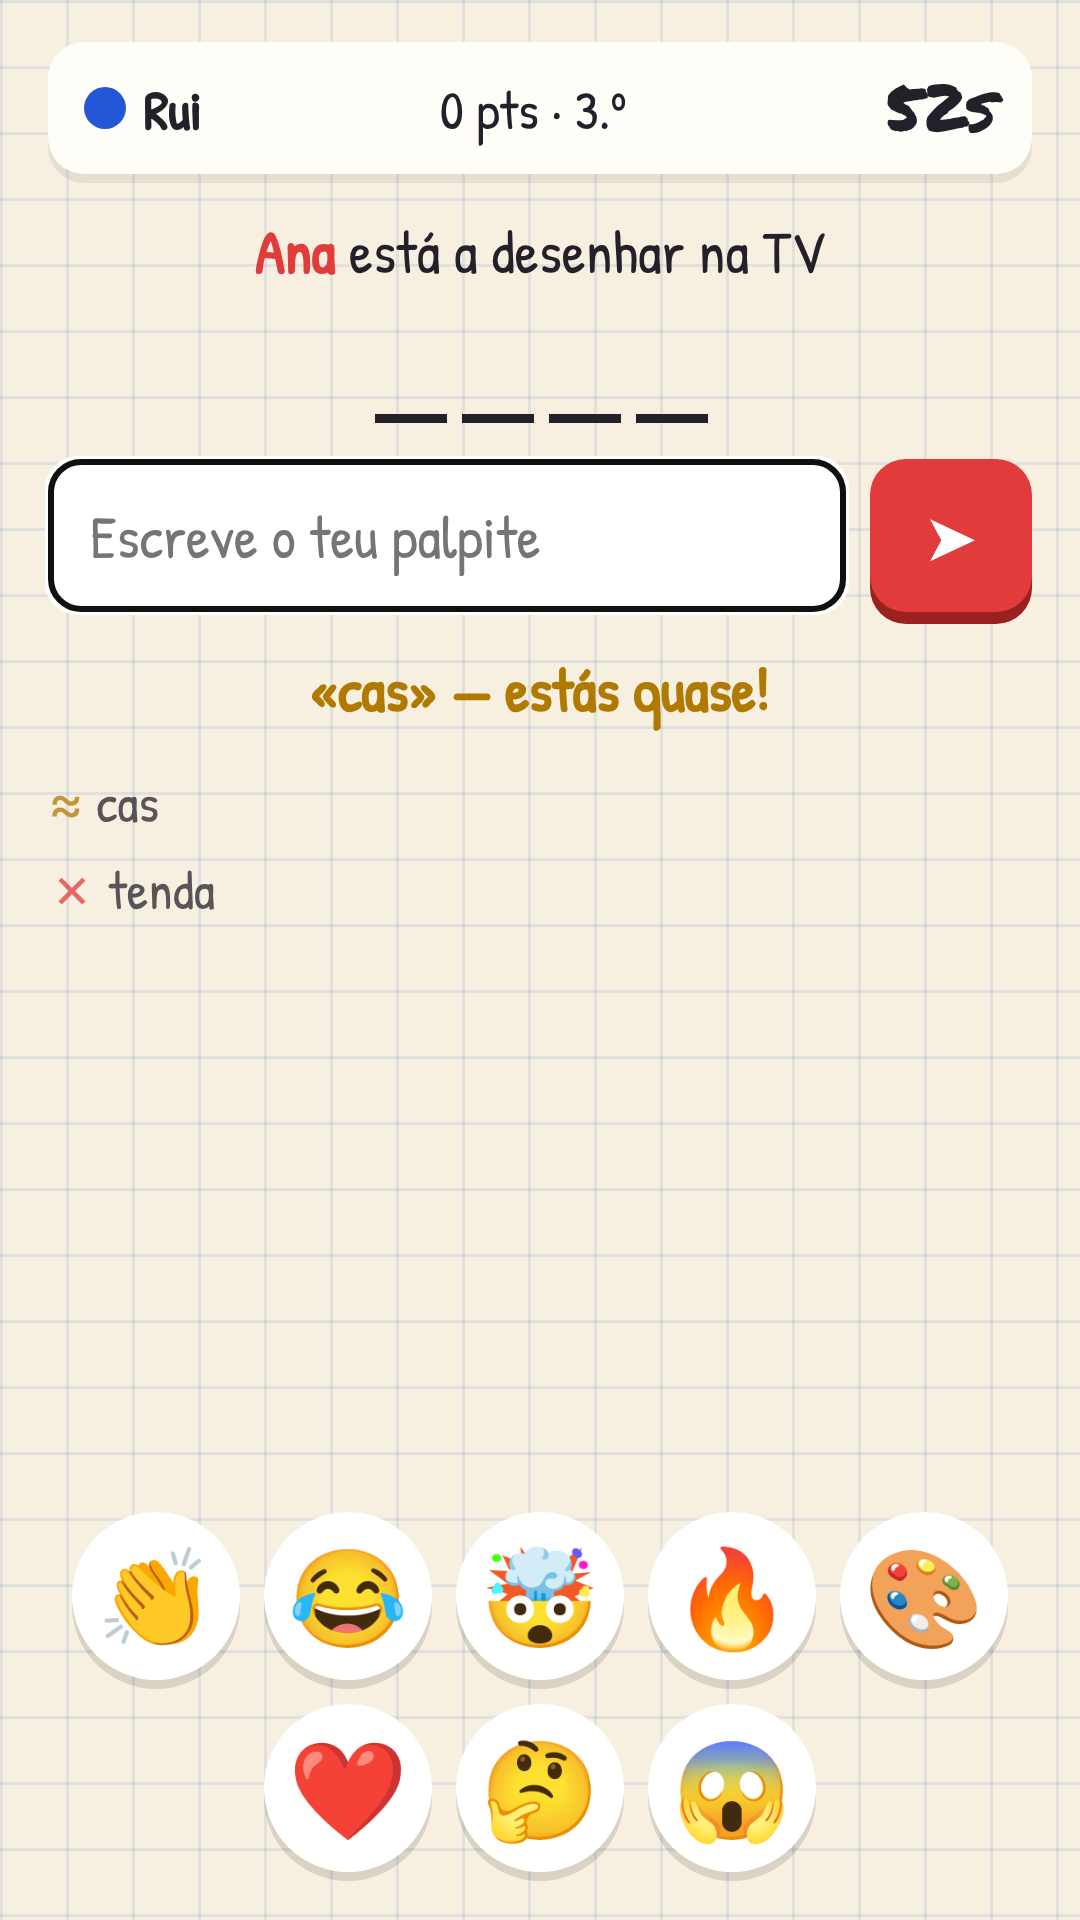 Rui
0 pts · 3.º
52s
Ana está a desenhar na TV
_ _ _ _
Escreve o teu palpite
➤
«cas» — estás quase!
≈ cas
✕ tenda